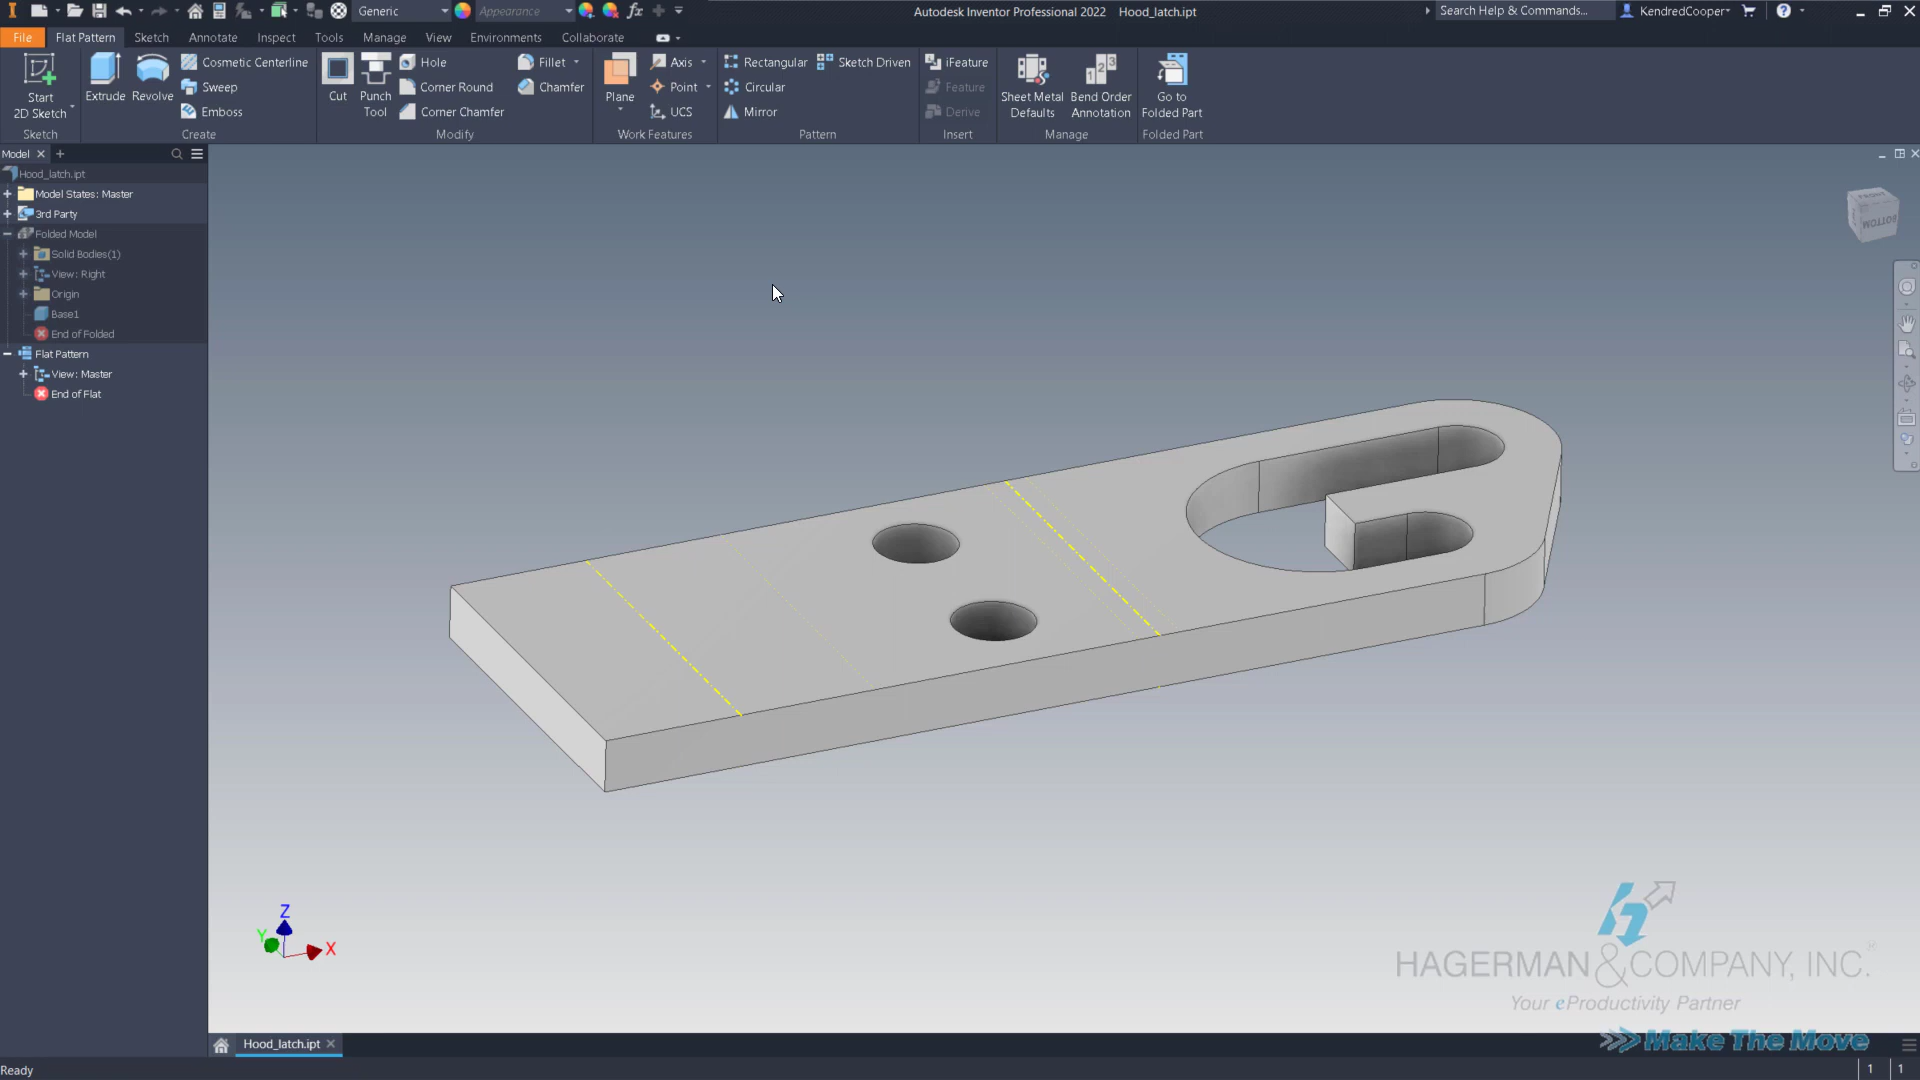 Generic
Appearance
Autodesk Inventor Professional 2022 Hood_latch.ipt
Search Help & Commands...
KendredCooper
File
Flat Pattern
Sketch
Annotate
Inspect
Tools
Manage
View
Environments
Collaborate
Start
2D Sketch
Extrude
Revolve
Cosmetic Centerline
Sweep
Emboss
Cut
Punch
Tool
Hole
Corner Round
Corner Chamfer
Fillet
Chamfer
Plane
Axis
Point
UCS
Rectangular
Sketch Driven
Circular
Mirror
iFeature
Feature
Derive
Sheet Metal
Defaults
Bend Order
Annotation
Go to
Folded Part
Sketch
Create
Modify
Work Features
Pattern
Insert
Manage
Folded Part
Model
Hood_latch.ipt
Model States: Master
3rd Party
Folded Model
Solid Bodies(1)
View: Right
Origin
Base1
End of Folded
Flat Pattern
View: Master
End of Flat
BOTTOM
Z
Y
X
HAGERMAN & COMPANY, INC.
Your eProductivity Partner
Make The Move
Hood_latch.ipt
Ready
1
1